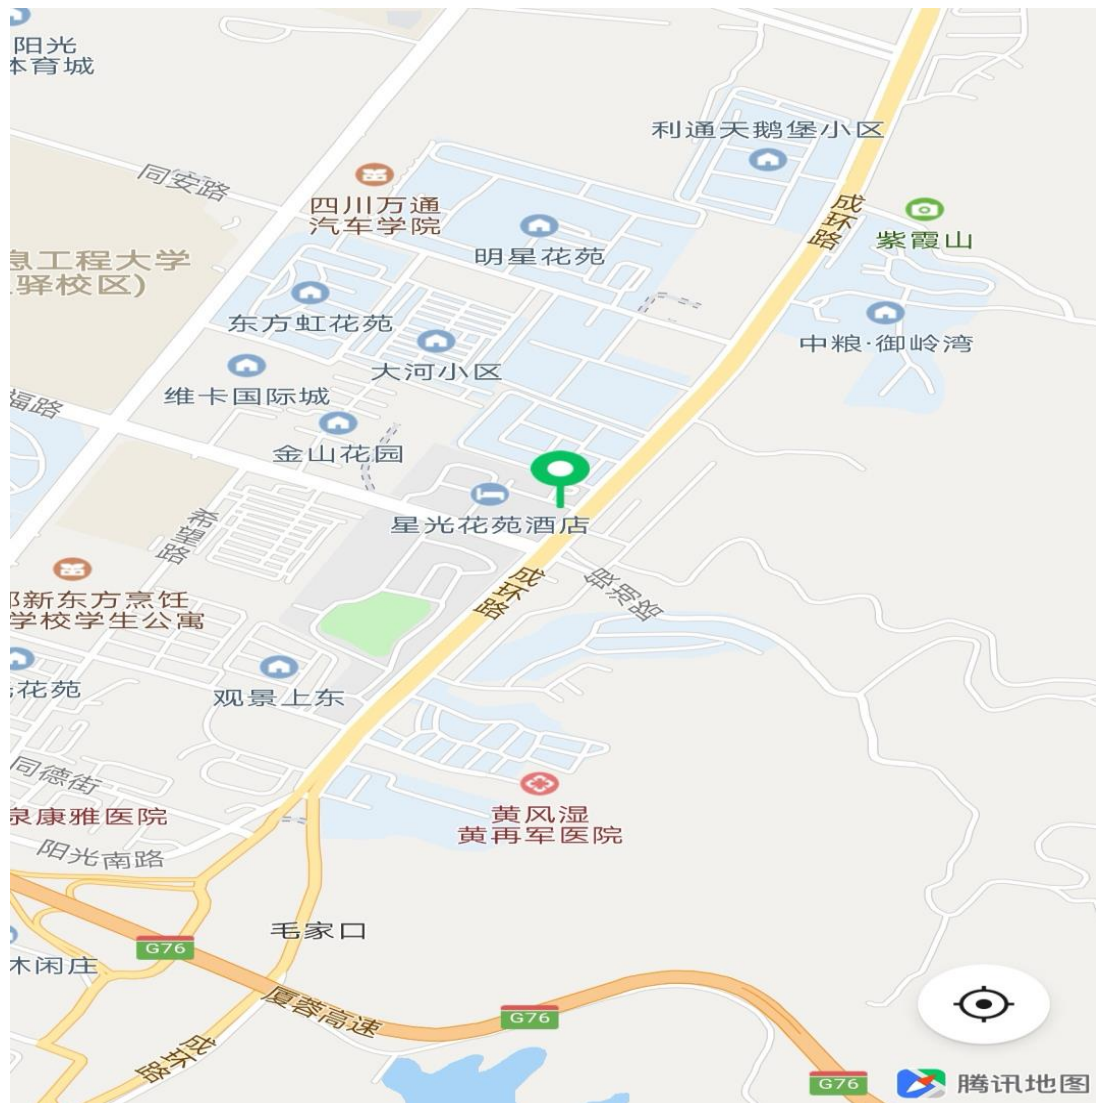 阳光
体育城
利通天鹅堡小区
同安路
四川万通
汽车学院
成环路
紫霞山
明星花苑
息工程大学
驿校区)
东方虹花苑
中粮·御岭湾
大河小区
维卡国际城
福路
金山花园
星光花苑酒店
希望路
成环路
银湖路
新东方烹饪
学校学生公寓
花苑
观景上东
同德街
泉康雅医院
黄风湿
黄再军医院
阳光南路
毛家口
G76
休闲庄
厦蓉高速
G76
成环路
G76
腾讯地图